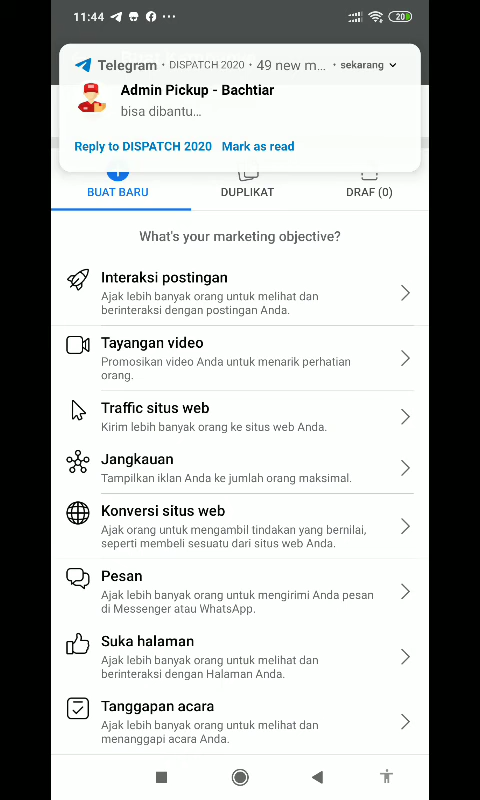 11:44
20
Telegram • DISPATCH 2020 • 49 new m... • sekarang
Admin Pickup - Bachtiar
bisa dibantu...
Reply to DISPATCH 2020 Mark as read
BUAT BARU DUPLIKAT DRAF (0)
What's your marketing objective?
Interaksi postingan
Ajak lebih banyak orang untuk melihat dan
berinteraksi dengan postingan Anda.
Tayangan video
Promosikan video Anda untuk menarik perhatian
orang.
Traffic situs web
Kirim lebih banyak orang ke situs web Anda.
Jangkauan
Tampilkan iklan Anda ke jumlah orang maksimal.
Konversi situs web
Ajak orang untuk mengambil tindakan yang bernilai,
seperti membeli sesuatu dari situs web Anda.
Pesan
Ajak lebih banyak orang untuk mengirimi Anda pesan
di Messenger atau WhatsApp.
Suka halaman
Ajak lebih banyak orang untuk melihat dan
berinteraksi dengan Halaman Anda.
Tanggapan acara
Ajak lebih banyak orang untuk melihat dan
menanggapi acara Anda.